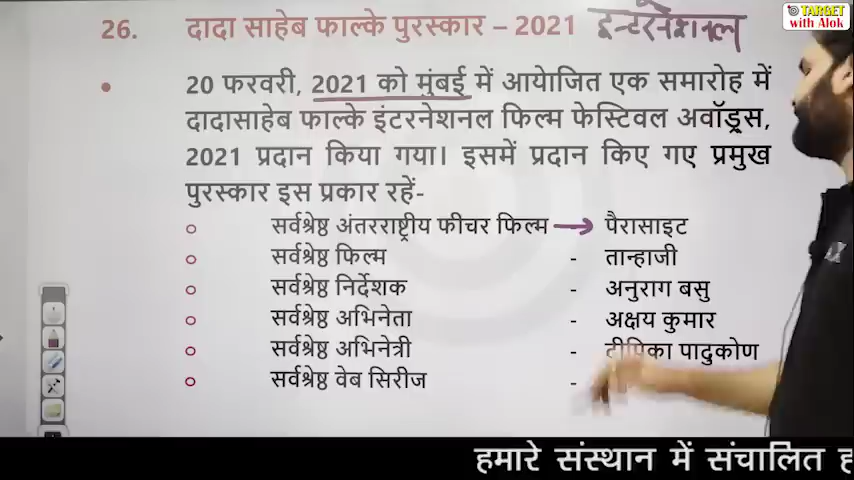 TARGET
with Alok
26. दादा साहेब फाल्के पुरस्कार – 2021 इन्टरनेशनल
20 फरवरी, 2021 को मुंबई में आयोजित एक समारोह में
दादासाहेब फाल्के इंटरनेशनल फिल्म फेस्टिवल अवॉड्र्स,
2021 प्रदान किया गया। इसमें प्रदान किए गए प्रमुख
पुरस्कार इस प्रकार रहें-
सर्वश्रेष्ठ अंतरराष्ट्रीय फीचर फिल्म → पैरासाइट
सर्वश्रेष्ठ फिल्म - तान्हाजी
सर्वश्रेष्ठ निर्देशक - अनुराग बसु
सर्वश्रेष्ठ अभिनेता - अक्षय कुमार
सर्वश्रेष्ठ अभिनेत्री - दीपिका पादुकोण
सर्वश्रेष्ठ वेब सिरीज -
हमारे संस्थान में संचालित